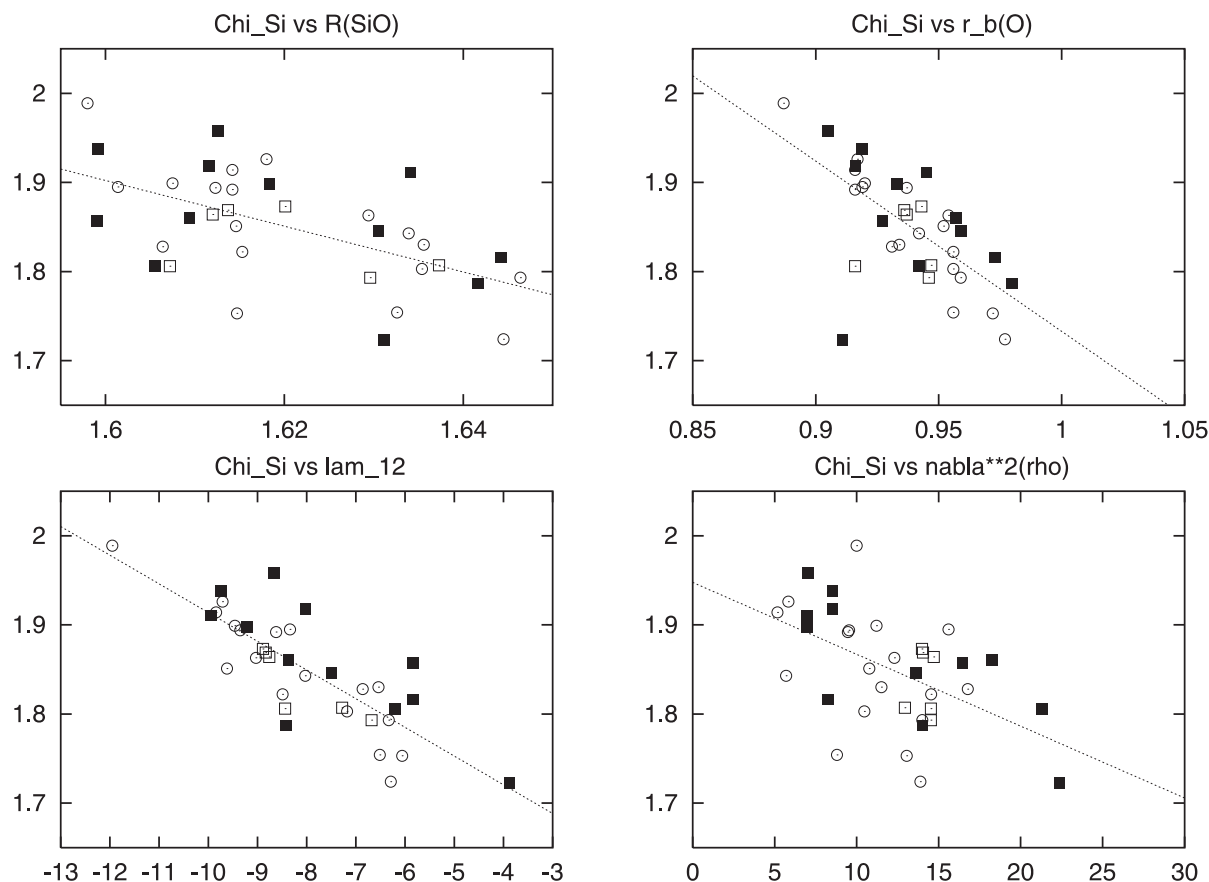 Chi_Si vs R(SiO)
2
1.9
1.8
1.7
1.6 1.62 1.64
Chi_Si vs r_b(O)
2
1.9
1.8
1.7
0.85 0.9 0.95 1 1.05
Chi_Si vs lam_12
2
1.9
1.8
1.7
-13 -12 -11 -10 -9 -8 -7 -6 -5 -4 -3
Chi_Si vs nabla**2(rho)
2
1.9
1.8
1.7
0 5 10 15 20 25 30